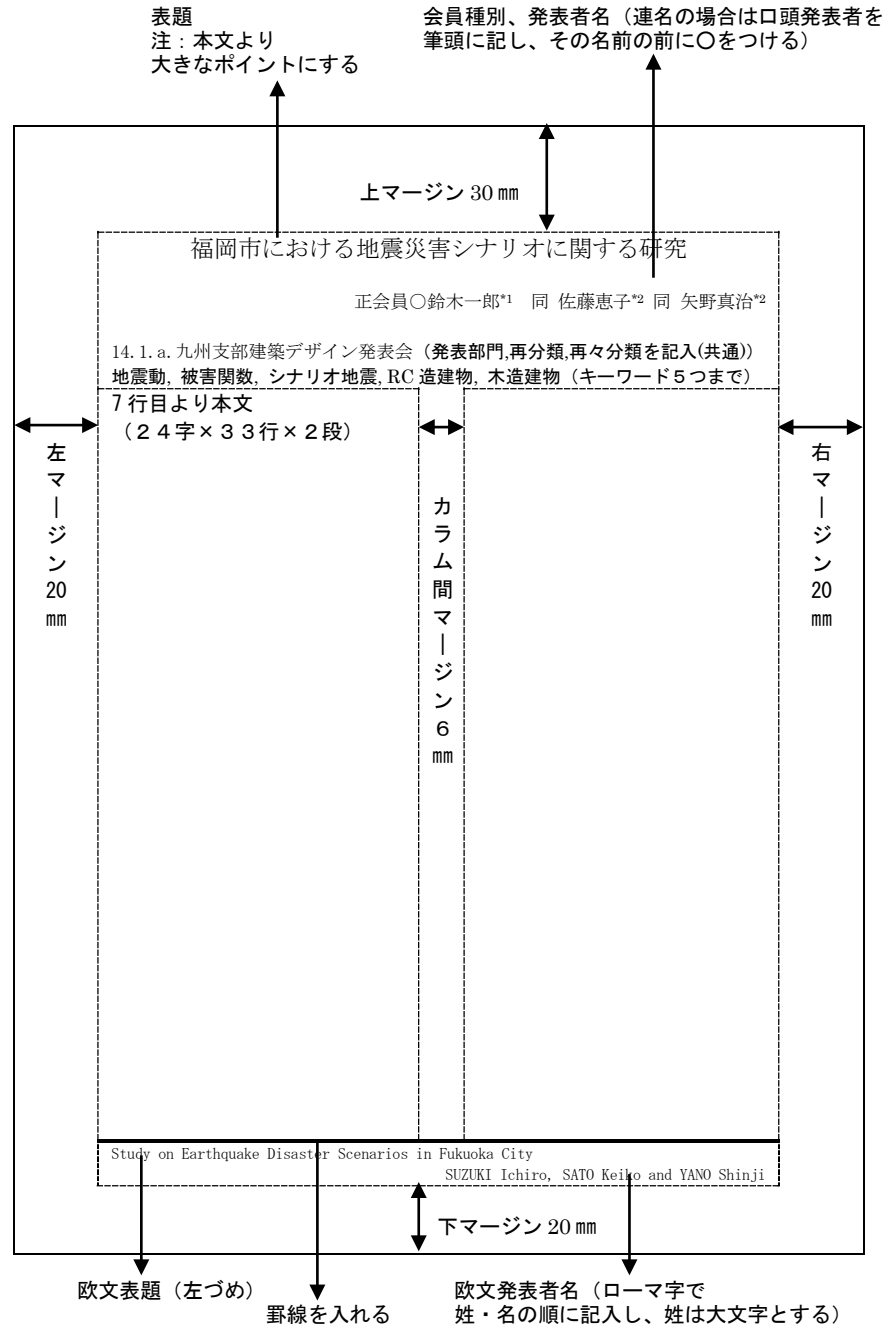 表題
注：本文より
大きなポイントにする
会員種別、発表者名（連名の場合は口頭発表者を
筆頭に記し、その名前の前に○をつける）
上マージン 30 ㎜
福岡市における地震災害シナリオに関する研究
正会員○鈴木一郎*1 同 佐藤恵子*2 同 矢野真治*2
14.1.a.九州支部建築デザイン発表会（発表部門,再分類,再々分類を記入(共通)）
地震動, 被害関数, シナリオ地震, RC 造建物, 木造建物（キーワード５つまで）
7 行目より本文
（２４字×３３行×２段）
左マージン 20 ㎜
カラム間マージン６㎜
右マージン 20 ㎜
Study on Earthquake Disaster Scenarios in Fukuoka City
SUZUKI Ichiro, SATO Keiko and YANO Shinji
下マージン 20 ㎜
欧文表題（左づめ）
罫線を入れる
欧文発表者名（ローマ字で
姓・名の順に記入し、姓は大文字とする）